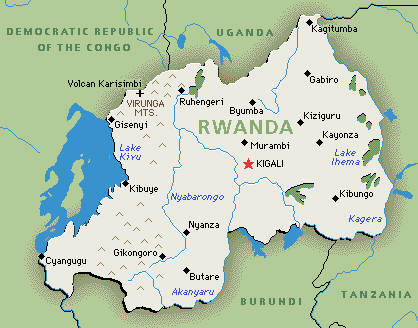 DEMOCRATIC REPUBLIC
OF THE CONGO
UGANDA
Kagitumba
Volcan Karisimbi
VIRUNGA
MTS.
Ruhengeri
Gabiro
Byumba
Gisenyi
RWANDA
Kiziguru
Kayonza
Murambi
Lake
Kivu
Lake
Ihema
KIGALI
Kibuye
Nyabarongo
Kibungo
Kagera
Nyanza
Gikongoro
Cyangugu
Butare
Akanyaru
BURUNDI
TANZANIA